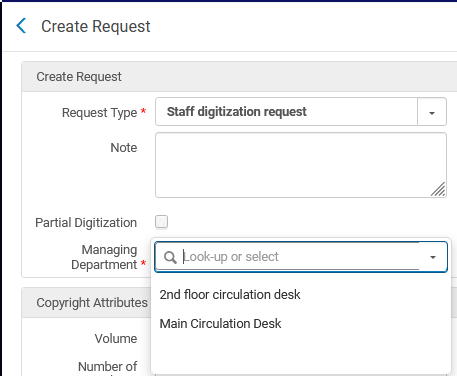 Create Request
Create Request
Request Type * Staff digitization request
Note
Partial Digitization
Managing
Department * Look-up or select
2nd floor circulation desk
Main Circulation Desk
Copyright Attributes
Volume
Number of